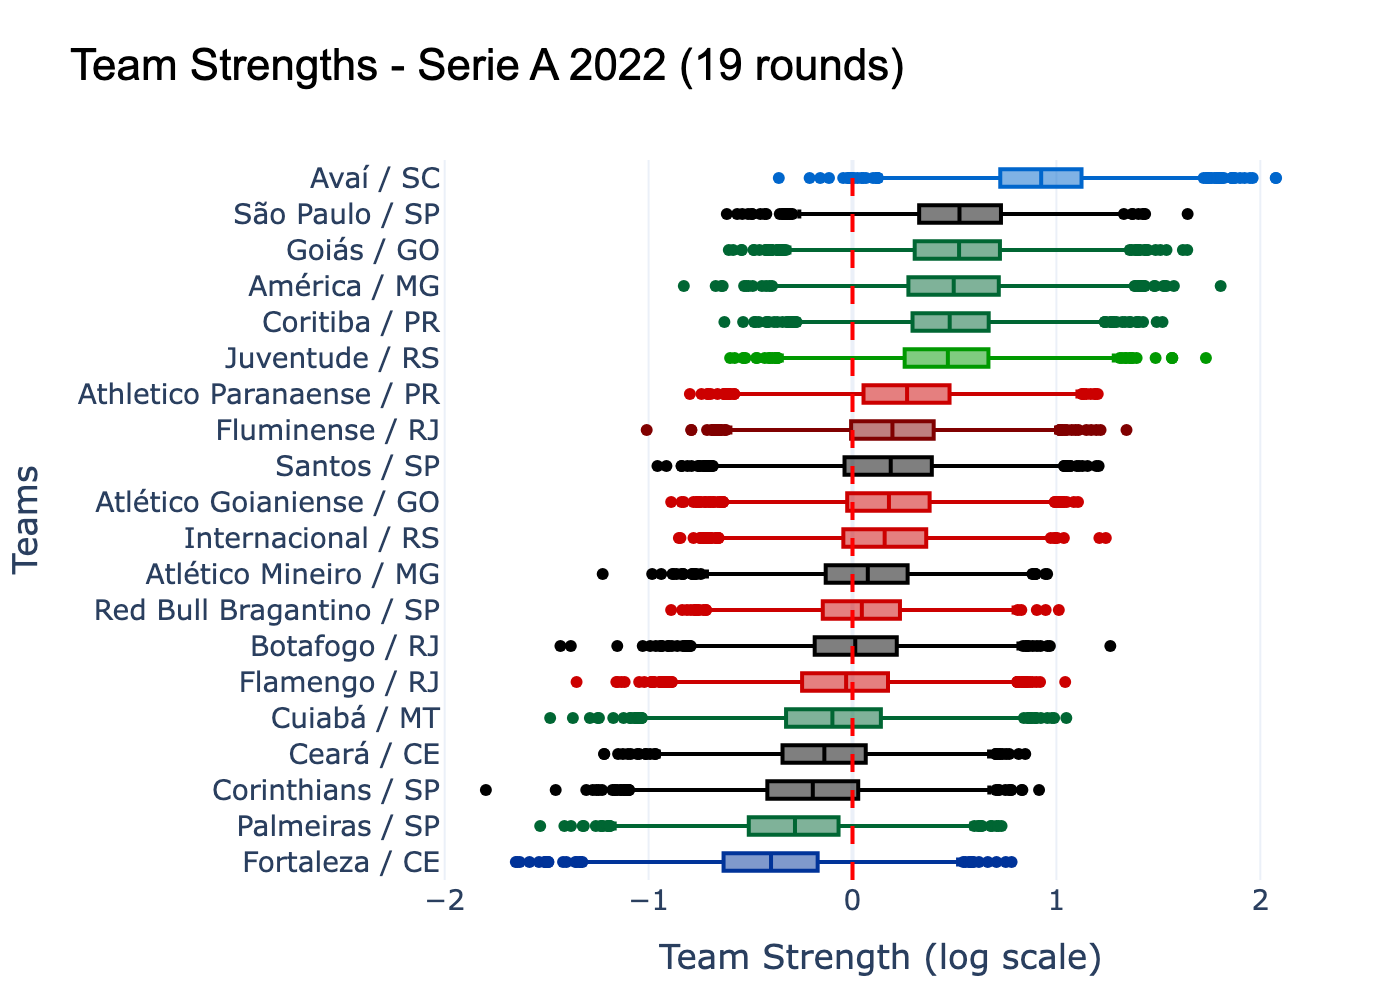 Team Strengths - Serie A 2022 (19 rounds)
Teams
Avaí / SC
São Paulo / SP
Goiás / GO
América / MG
Coritiba / PR
Juventude / RS
Athletico Paranaense / PR
Fluminense / RJ
Santos / SP
Atlético Goianiense / GO
Internacional / RS
Atlético Mineiro / MG
Red Bull Bragantino / SP
Botafogo / RJ
Flamengo / RJ
Cuiabá / MT
Ceará / CE
Corinthians / SP
Palmeiras / SP
Fortaleza / CE
−2 −1 0 1 2
Team Strength (log scale)